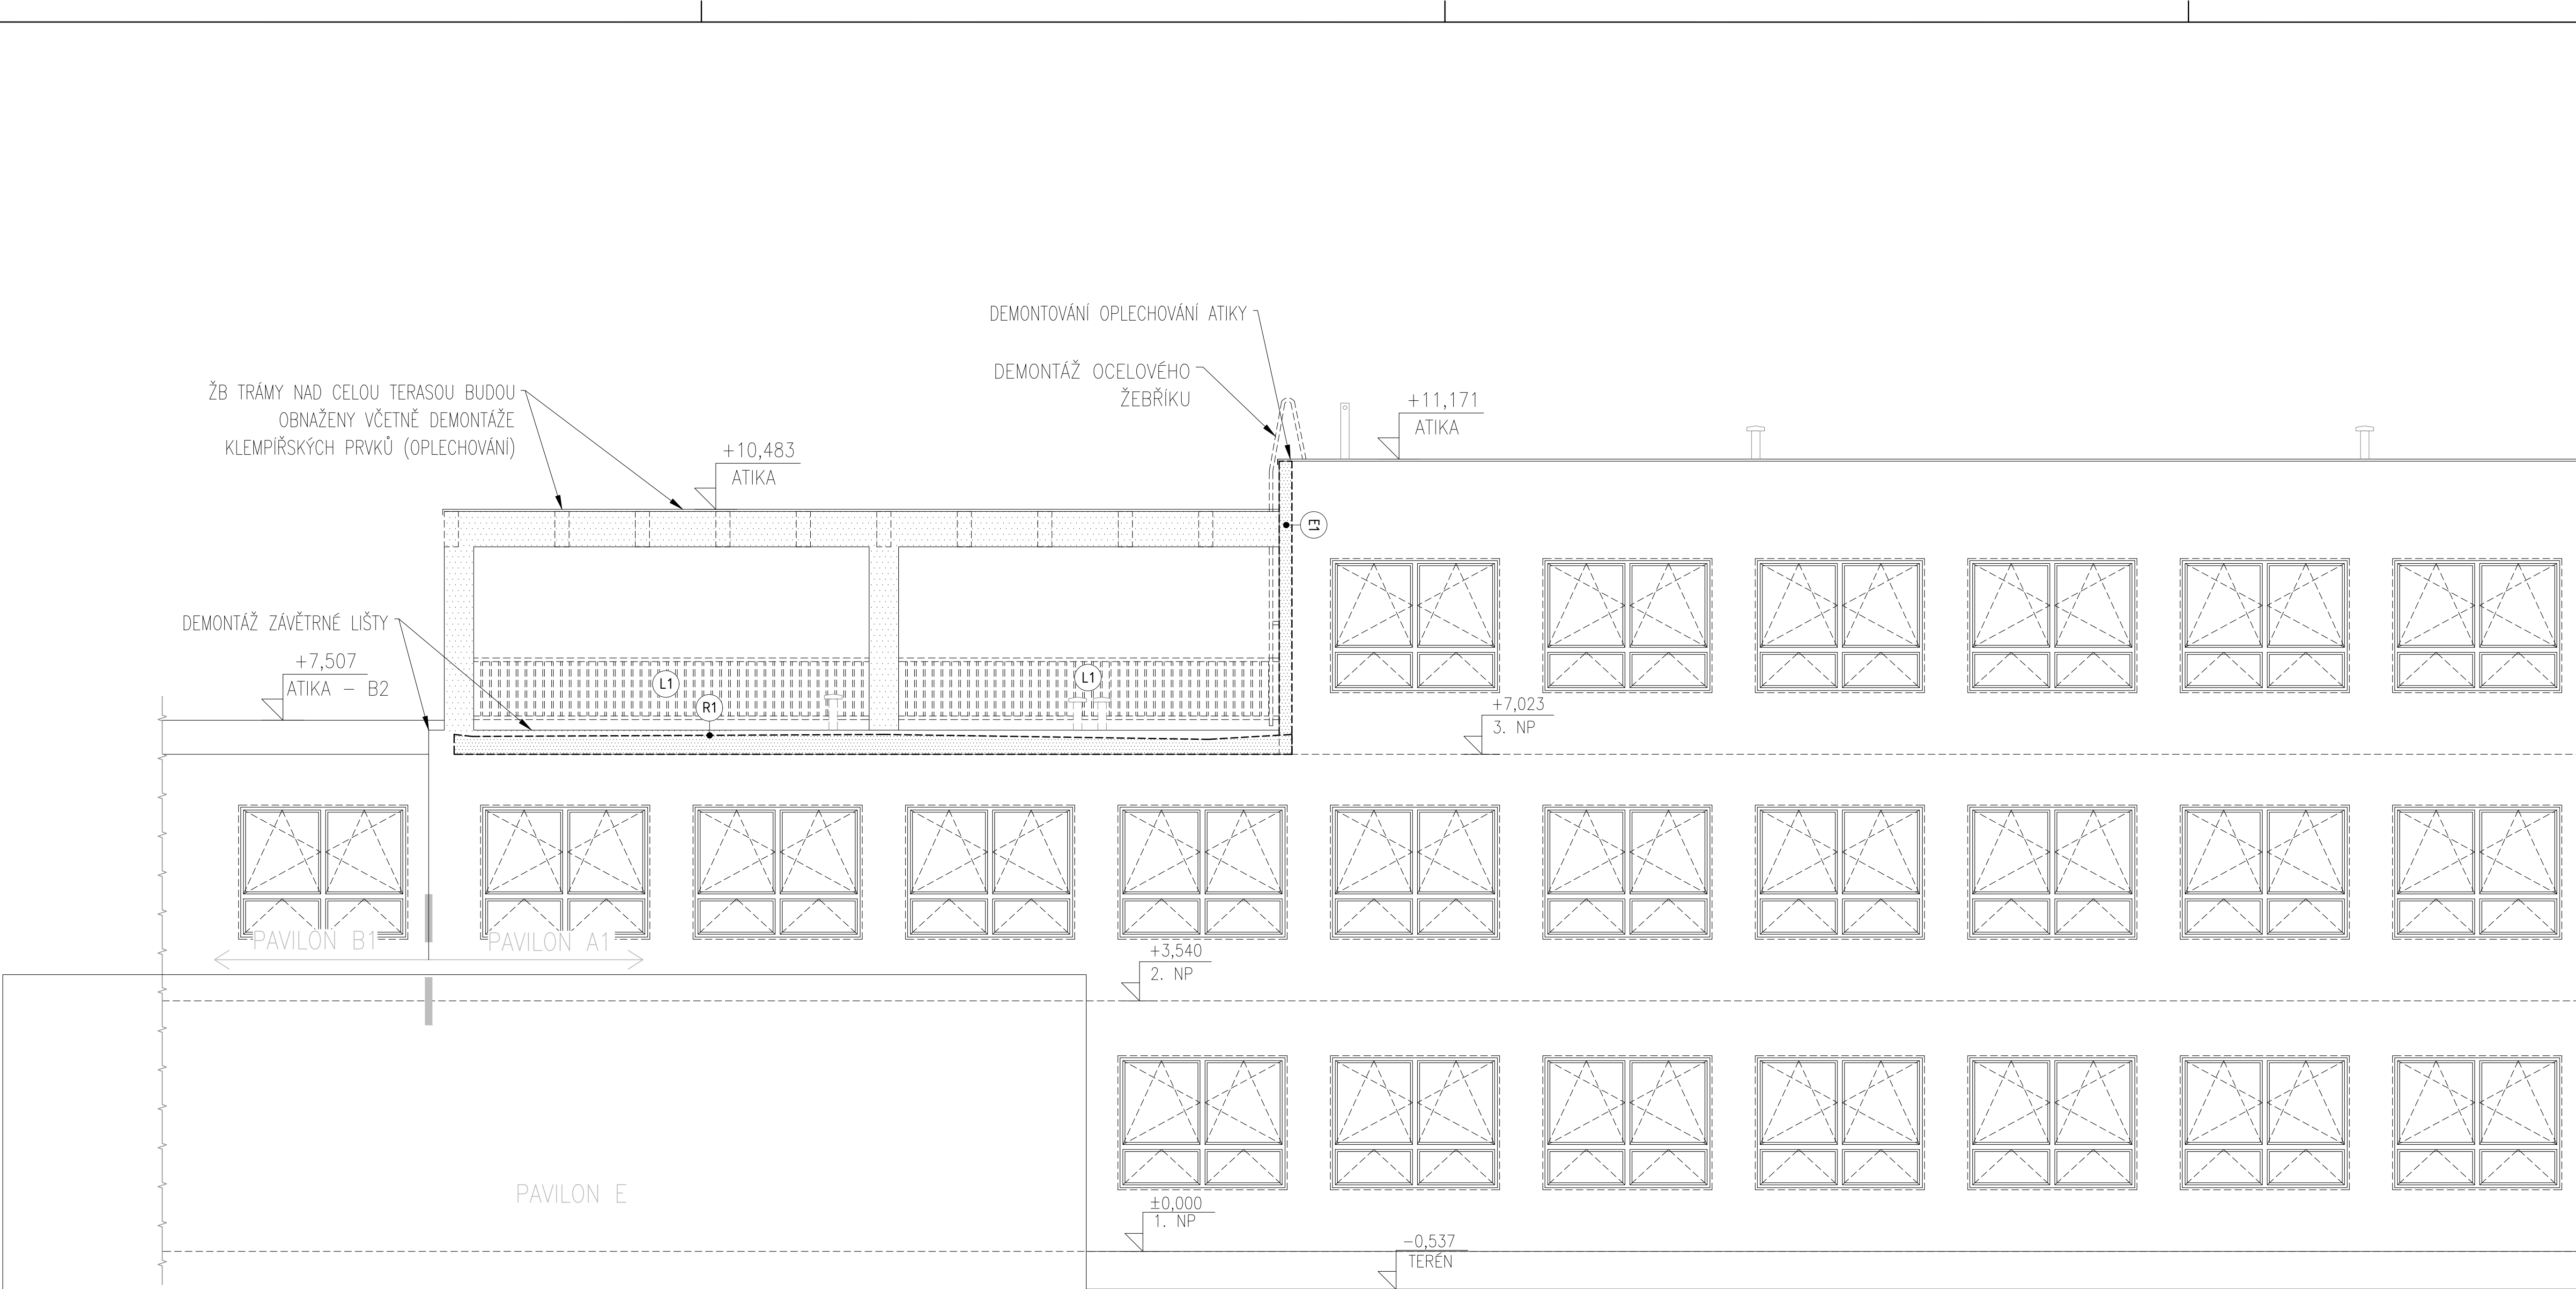 DEMONTOVÁNÍ OPLECHOVÁNÍ ATIKY
DEMONTÁŽ OCELOVÉHO
ŽEBŘÍKU
ŽB TRÁMY NAD CELOU TERASOU BUDOU
OBNAŽENY VČETNĚ DEMONTÁŽE
KLEMPÍŘSKÝCH PRVKŮ (OPLECHOVÁNÍ)
+11,171
ATIKA
+10,483
ATIKA
E1
DEMONTÁŽ ZÁVĚTRNÉ LIŠTY
+7,507
ATIKA – B2
L1
L1
R1
+7,023
3. NP
PAVILON B1
PAVILON A1
+3,540
2. NP
PAVILON E
±0,000
1. NP
-0,537
TERÉN